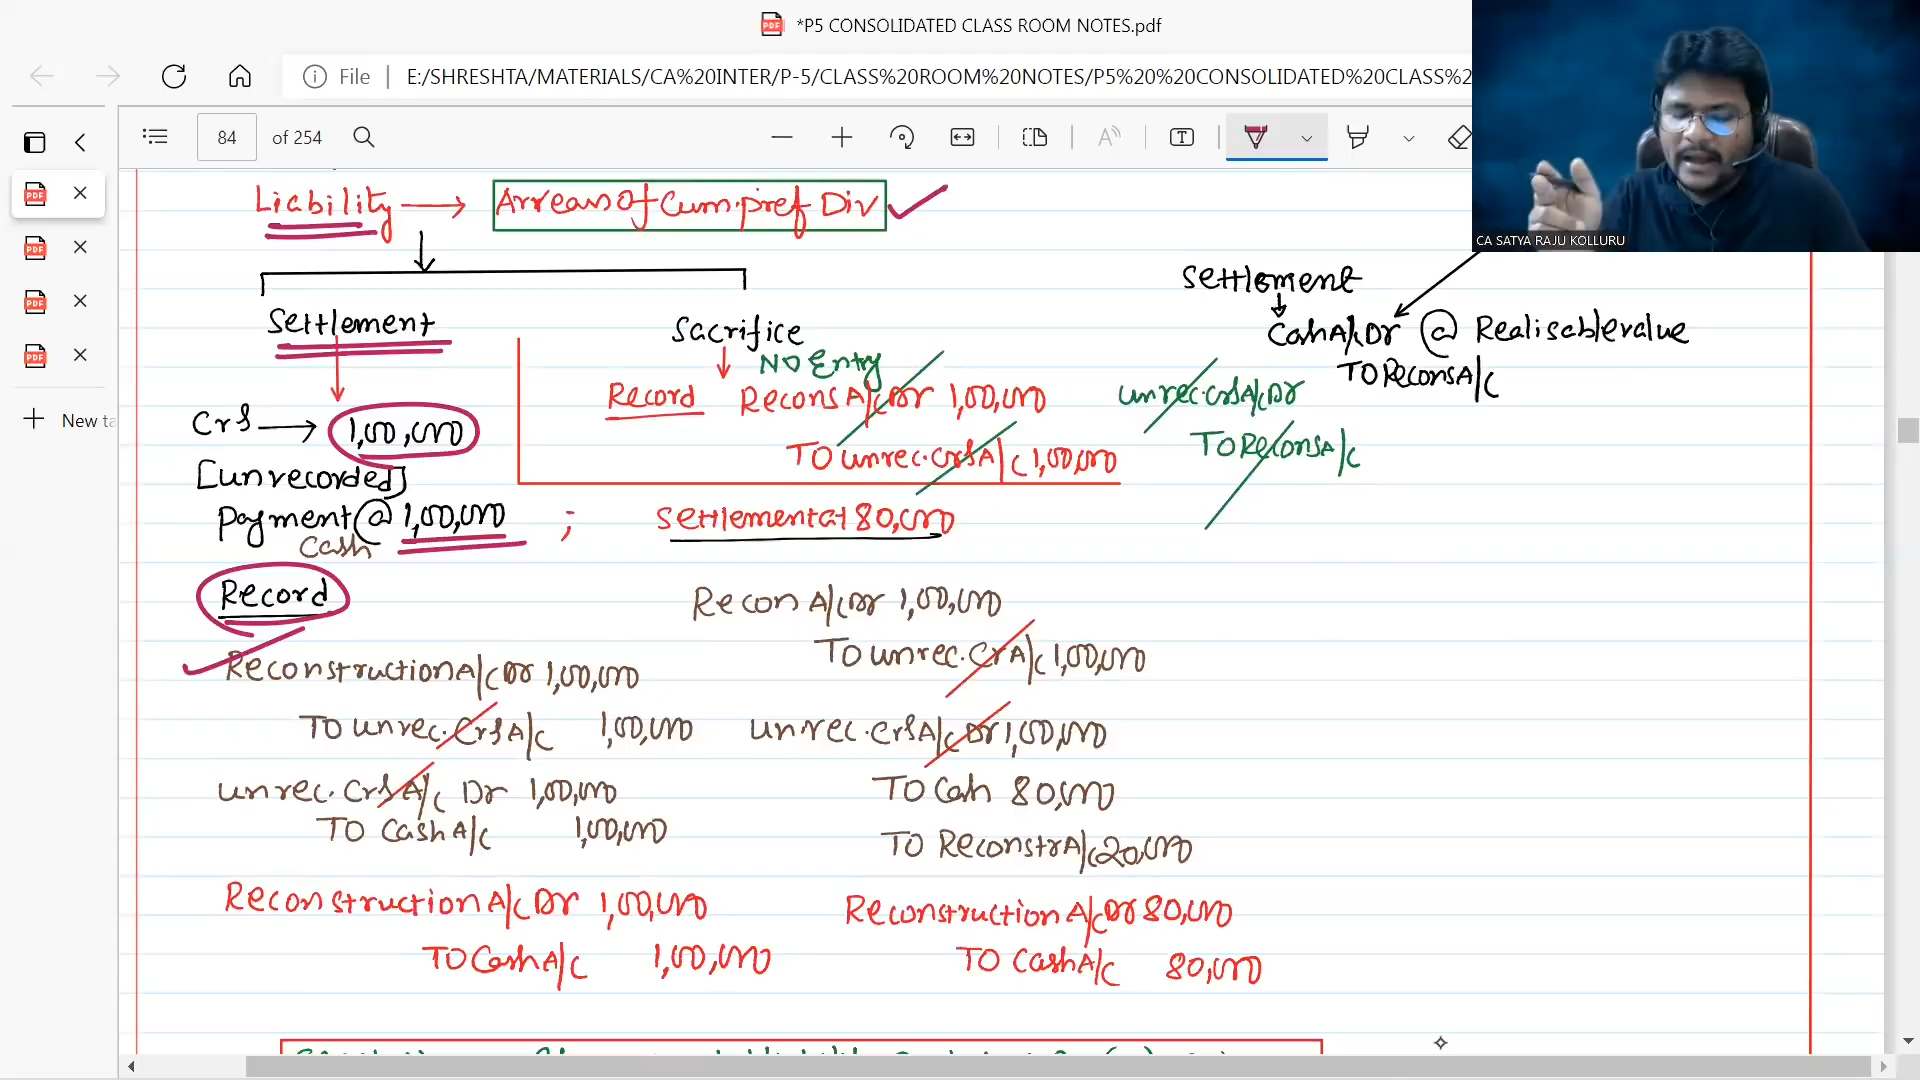 *P5 CONSOLIDATED CLASS ROOM NOTES.pdf
File
E:/SHRESHTA/MATERIALS/CA%20INTER/P-5/CLASS%20ROOM%20NOTES/P5%20%20CONSOLIDATED%20CLASS%2
84 of 254
New ta
CA SATYA RAJU KOLLURU
Liability → Arrears of Cum.pref Div
Settlement
Sacrifice
NO Entry
Record Recons A/c Dr 1,00,000
To unrec.Crs A/c 1,00,000
Settlement
Cash A/c Dr @ Realisable value
TO Recons A/c
unrec.crs A/c Dr
TO Recons A/c
Crs → 1,00,000
[unrecorded]
Payment @ 1,00,000 ; Settlement at 80,000
Cash
Record
Reconstruction A/c Dr 1,00,000
To unrec.Crs A/c 1,00,000
unrec.Crs A/c Dr 1,00,000
TO Cash A/c 1,00,000
Reconstruction A/c Dr 1,00,000
TO Cash A/c 1,00,000
Recon A/c Dr 1,00,000
To unrec.Cr A/c 1,00,000
unrec.crs A/c Dr 1,00,000
TO Cash 80,000
TO Reconstr A/c 20,000
Reconstruction A/c Dr 80,000
TO Cash A/c 80,000